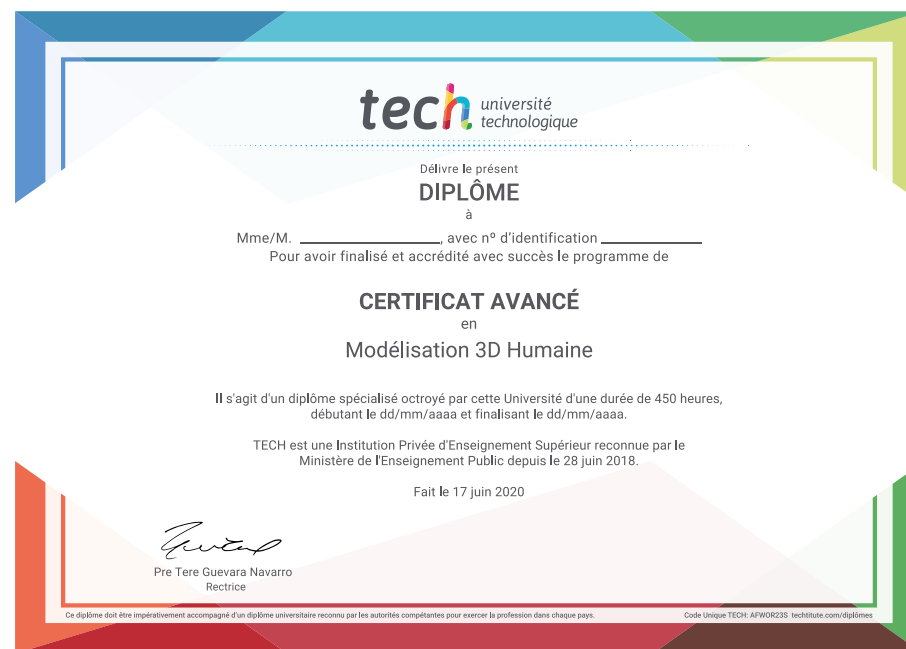 tech université
technologique
Délivre le présent
DIPLÔME
à
Mme/M. ____________, avec nº d'identification ____________
Pour avoir finalisé et accrédité avec succès le programme de
CERTIFICAT AVANCÉ
en
Modélisation 3D Humaine
Il s'agit d'un diplôme spécialisé octroyé par cette Université d'une durée de 450 heures,
débutant le dd/mm/aaaa et finalisant le dd/mm/aaaa.
TECH est une Institution Privée d'Enseignement Supérieur reconnue par le
Ministère de l'Enseignement Public depuis le 28 juin 2018.
Fait le 17 juin 2020
Pre Tere Guevara Navarro
Rectrice
Ce diplôme doit être impérativement accompagné d'un diplôme universitaire reconnu par les autorités compétentes pour exercer la profession dans chaque pays.
Code Unique TECH: AFWOR23S techtitute.com/diplômes